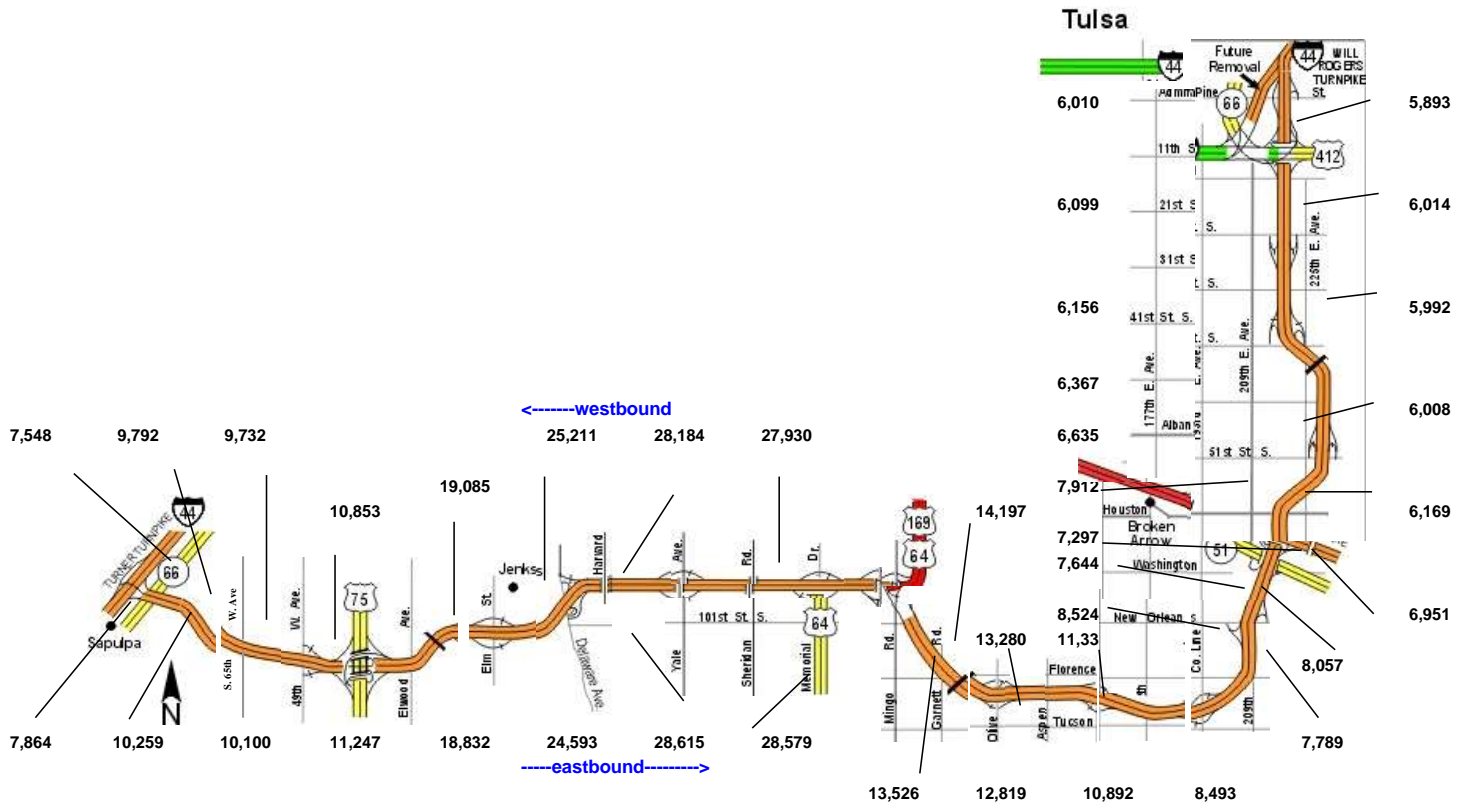 Tulsa
44
Future
Removal
44
WILL
ROGERS
TURNPIKE
Pine
St.
66
6,010
5,893
11th S
412
6,099
21st S
. S.
6,014
225th E. Ave.
31st S
t. S.
6,156
41st St. S.
5,992
. S.
209th E. Ave.
177th E. Ave.
193rd E. Ave.
6,367
<-------westbound
6,008
7,548
9,792
9,732
25,211
28,184
27,930
6,635
Alban
61st St. S.
19,085
7,912
10,853
14,197
Houston
6,169
44
TURNER TURNPIKE
66
169
64
Broken
Arrow
7,297
51
7,644
Washington
Jenks
S. 65th W. Ave
49th W. Ave.
75
Elwood Ave.
Elm St.
Harvard
Yale Ave.
Sheridan Rd.
Memorial Dr.
101st St. S.
64
Delaware Ave.
Sapulpa
N
8,524
New Orleans
6,951
13,280
11,33
8,057
Mingo Rd.
Garnett Rd.
Olive
Aspen
Florence
Tucson
th
Co. Line
209th
7,864
10,259
10,100
11,247
18,832
24,593
28,615
28,579
7,789
-----eastbound--------->
13,526
12,819
10,892
8,493